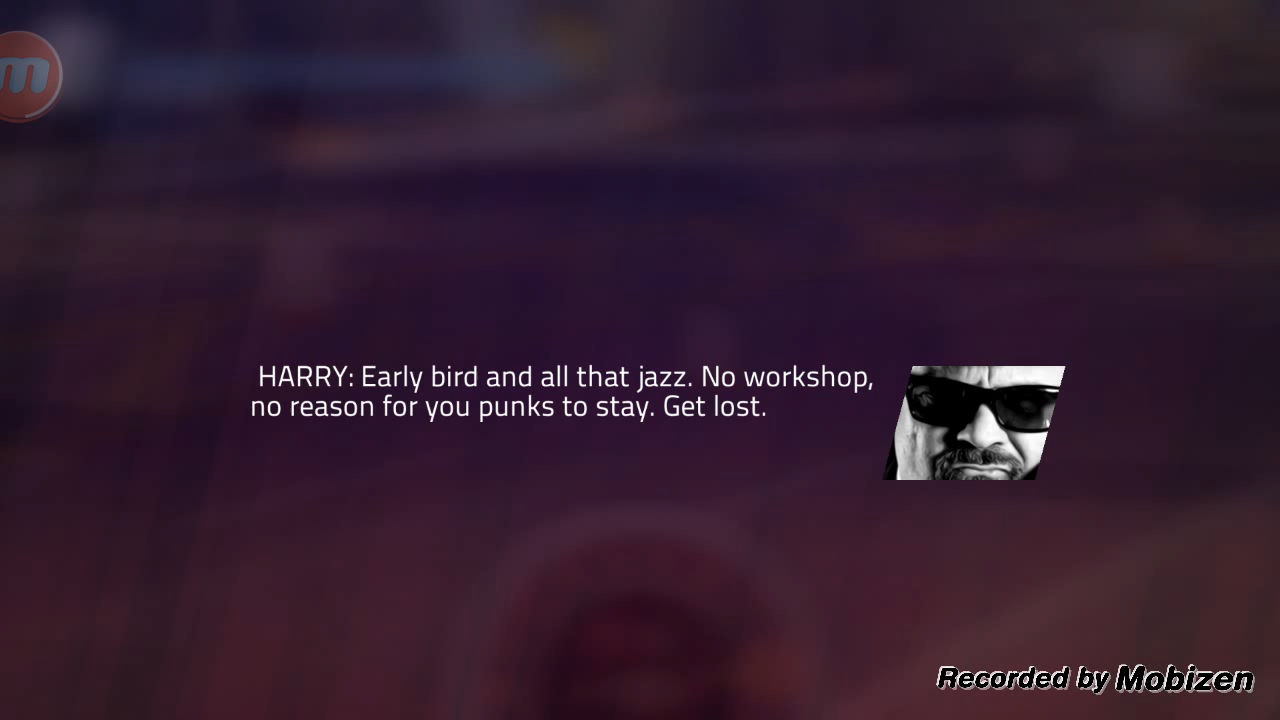 m
HARRY: Early bird and all that jazz. No workshop,
no reason for you punks to stay. Get lost.
Recorded by Mobizen